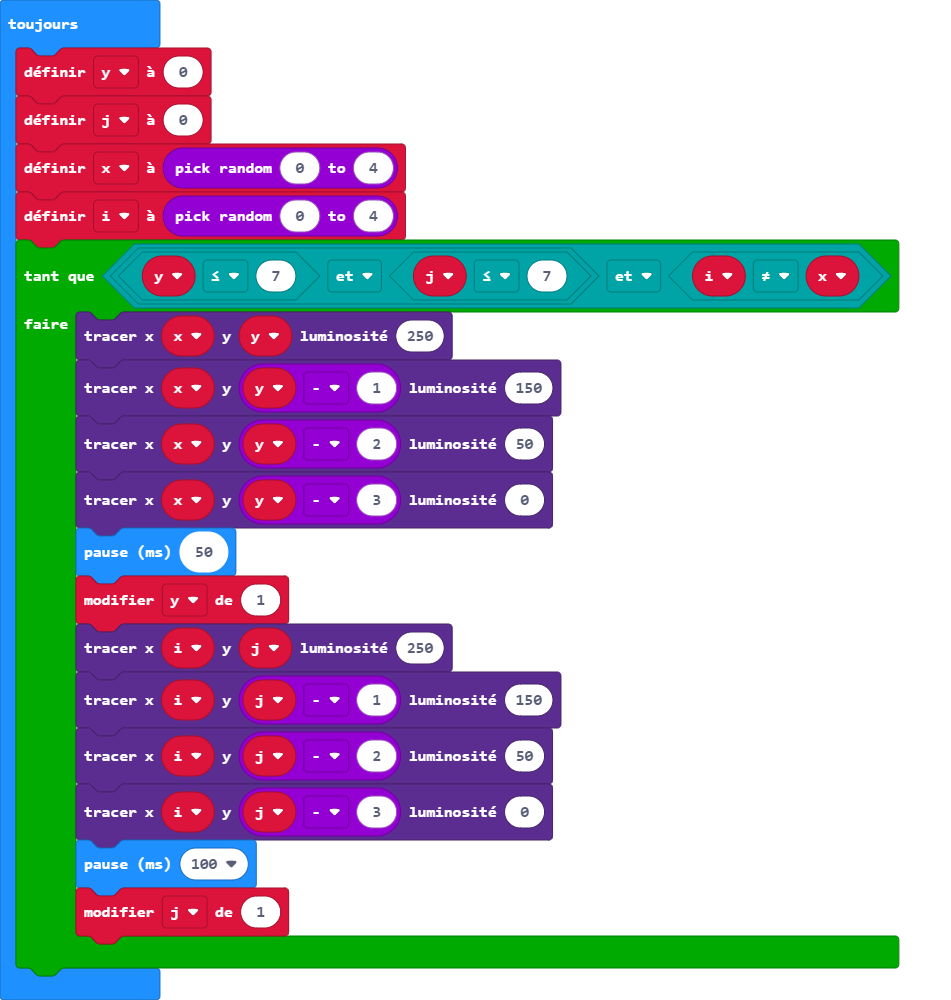 toujours
définir y à 0
définir j à 0
définir x à pick random 0 to 4
définir i à pick random 0 to 4
tant que y ≤ 7 et j ≤ 7 et i ≠ x
faire
tracer x x y y luminosité 250
tracer x x y y - 1 luminosité 150
tracer x x y y - 2 luminosité 50
tracer x x y y - 3 luminosité 0
pause (ms) 50
modifier y de 1
tracer x i y j luminosité 250
tracer x i y j - 1 luminosité 150
tracer x i y j - 2 luminosité 50
tracer x i y j - 3 luminosité 0
pause (ms) 100
modifier j de 1